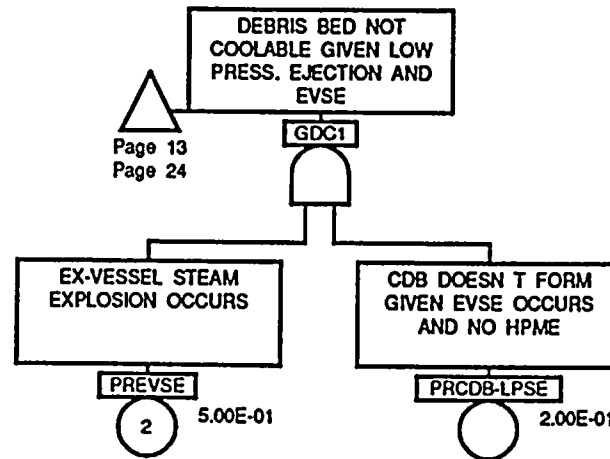 DEBRIS BED NOT
COOLABLE GIVEN LOW
PRESS. EJECTION AND
EVSE
GDC1
Page 13
Page 24
EX-VESSEL STEAM
EXPLOSION OCCURS
PREVSE
2
5.00E-01
CDB DOESN T FORM
GIVEN EVSE OCCURS
AND NO HPME
PRCDB-LPSE
2.00E-01